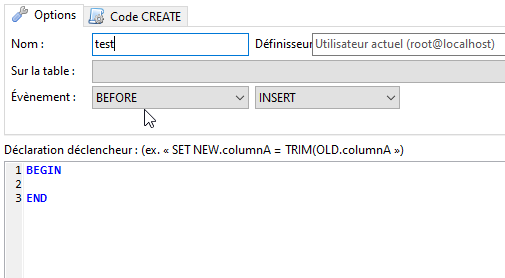 Options Code CREATE
Nom : test Définisseur Utilisateur actuel (root@localhost)
Sur la table :
Évènement : BEFORE INSERT
Déclaration déclencheur : (ex. « SET NEW.columnA = TRIM(OLD.columnA »)
1 BEGIN
2
3 END